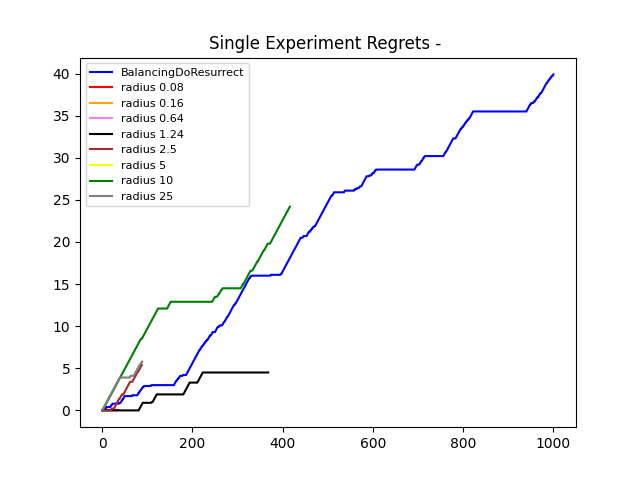 Single Experiment Regrets -
BalancingDoResurrect
radius 0.08
radius 0.16
radius 0.64
radius 1.24
radius 2.5
radius 5
radius 10
radius 25
40
35
30
25
20
15
10
5
0
0 200 400 600 800 1000